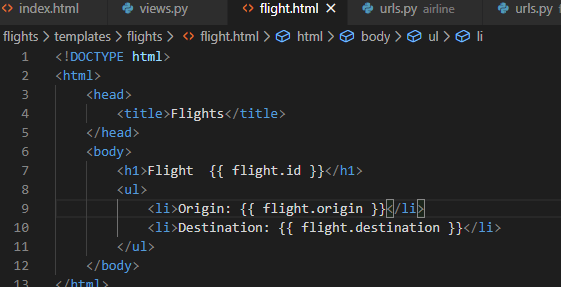 index.html views.py flight.html × urls.py airline urls.py f
flights > templates > flights > flight.html > html > body > ul > li
1 <!DOCTYPE html>
2 <html>
3 <head>
4 <title>Flights</title>
5 </head>
6 <body>
7 <h1>Flight  {{ flight.id }}</h1>
8 <ul>
9 <li>Origin: {{ flight.origin }}</li>
10 <li>Destination: {{ flight.destination }}</li>
11 </ul>
12 </body>
13 </html>